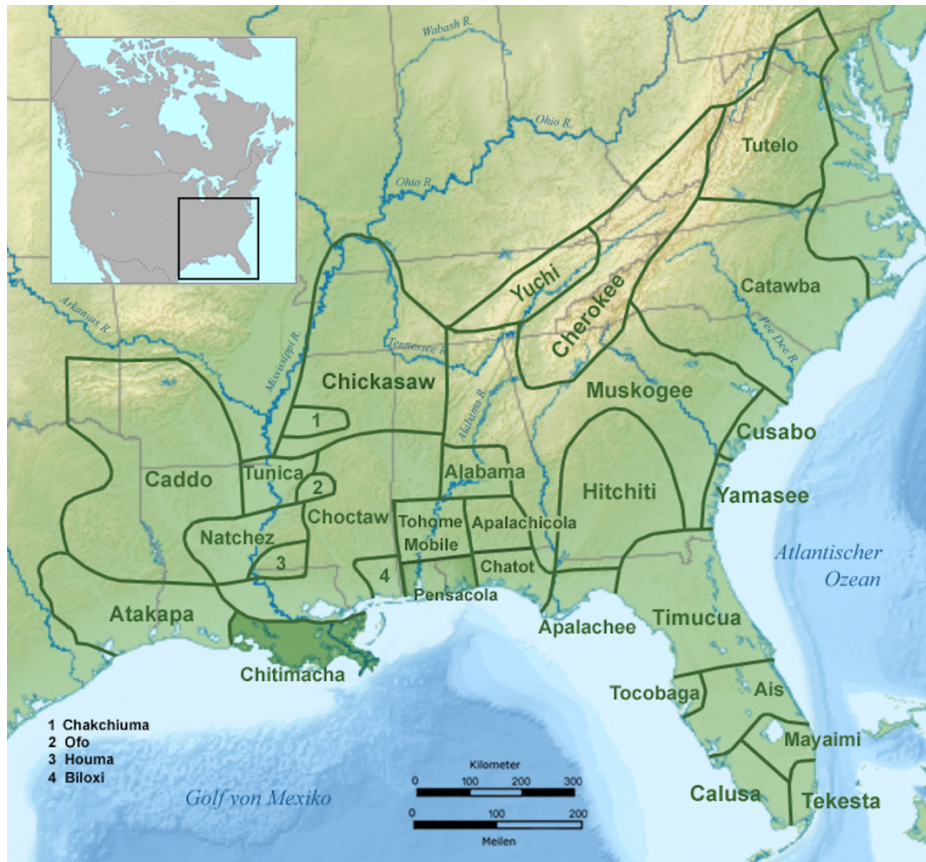 Wabash R.
Ohio R.
Ohio R.
Tutelo
Yuchi
Cherokee
Catawba
Arkansas R.
Mississippi R.
Tennessee R.
Pee Dee R.
Chickasaw
Muskogee
Alabama R.
1
Cusabo
Caddo
Tunica
2
Alabama
Hitchiti
Yamasee
Choctaw
Tohome
Mobile
Apalachicola
Natchez
3
4
Chatot
Pensacola
Atlantischer
Ozean
Atakapa
Apalachee
Timucua
Chitimacha
Tocobaga
Ais
Mayaimi
Calusa
Tekesta
1 Chakchiuma
2 Ofo
3 Houma
4 Biloxi
Golf von Mexiko
Kilometer
0 100 200 300
0 100 200
Meilen